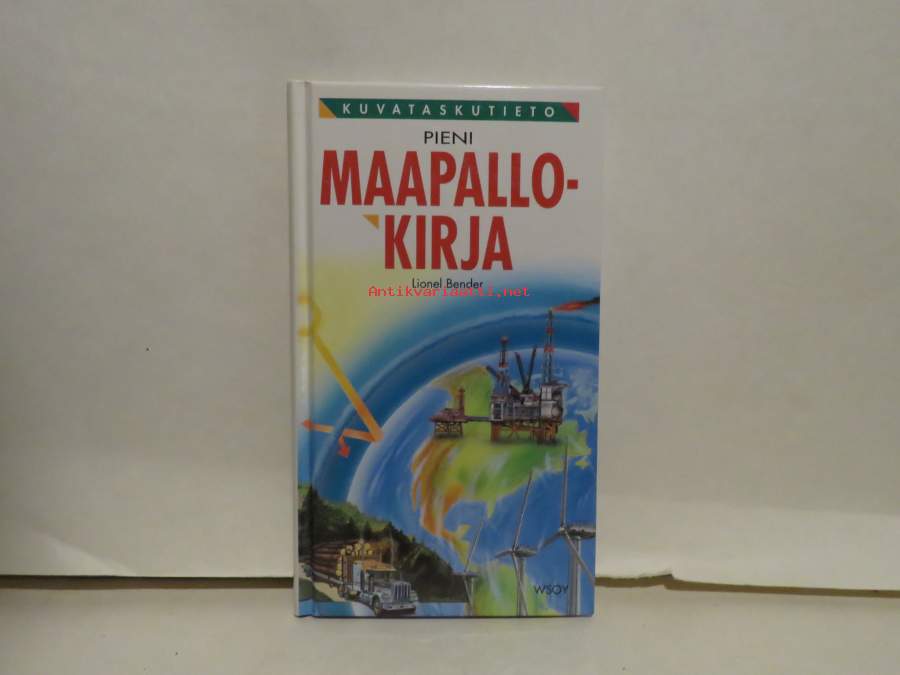 KUVATASKUTIETO
PIENI
MAAPALLO-
KIRJA
Lionel Bender
Antikvariaatti.net
WSOY